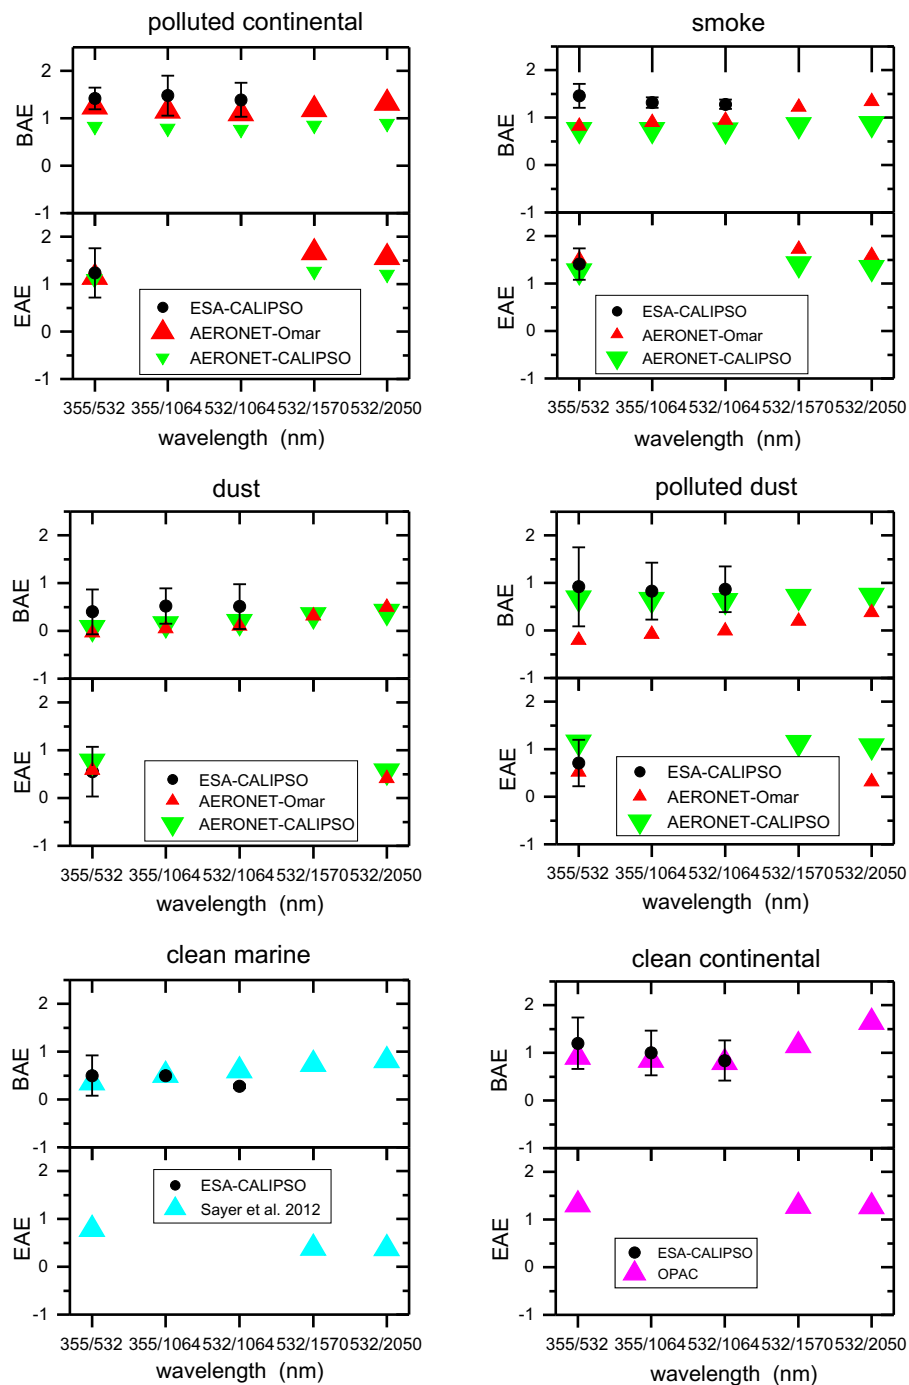 polluted continental
2
1
0
-1
BAE
2
1
0
-1
EAE
ESA-CALIPSO
AERONET-Omar
AERONET-CALIPSO
355/532 355/1064 532/1064 532/1570 532/2050
wavelength (nm)
smoke
2
1
0
-1
BAE
2
1
0
-1
EAE
ESA-CALIPSO
AERONET-Omar
AERONET-CALIPSO
355/532 355/1064 532/1064 532/1570 532/2050
wavelength (nm)
dust
2
1
0
-1
BAE
2
1
0
-1
EAE
ESA-CALIPSO
AERONET-Omar
AERONET-CALIPSO
355/532 355/1064 532/1064 532/1570 532/2050
wavelength (nm)
polluted dust
2
1
0
-1
BAE
2
1
0
-1
EAE
ESA-CALIPSO
AERONET-Omar
AERONET-CALIPSO
355/532 355/1064 532/1064 532/1570 532/2050
wavelength (nm)
clean marine
2
1
0
-1
BAE
2
1
0
-1
EAE
ESA-CALIPSO
Sayer et al. 2012
355/532 355/1064 532/1064 532/1570 532/2050
wavelength (nm)
clean continental
2
1
0
-1
BAE
2
1
0
-1
EAE
ESA-CALIPSO
OPAC
355/532 355/1064 532/1064 532/1570 532/2050
wavelength (nm)